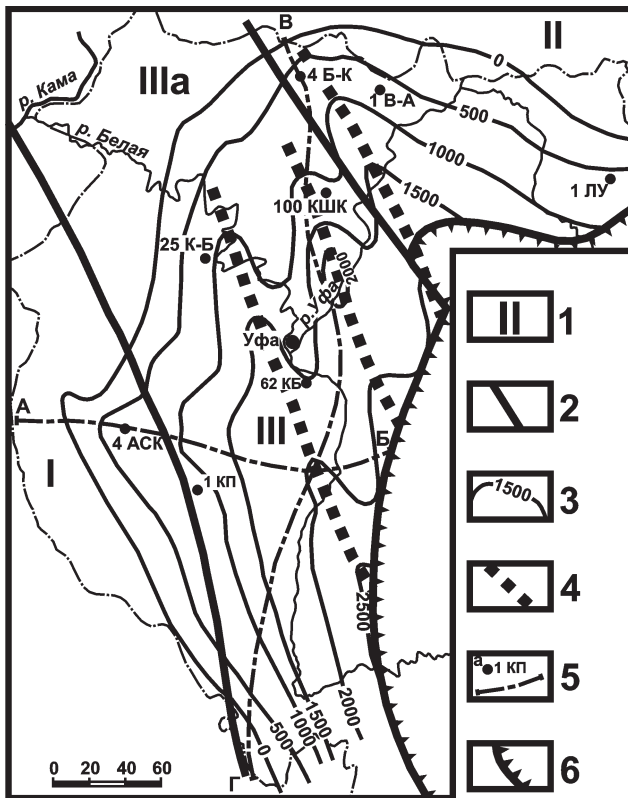 В
II
0
р. Кама
IIIа
4 Б-К
1 В-А
500
р. Белая
1000
1 ЛУ
1500
100 КШК
25 К-Б
II
1
2000
р. Уфа
Уфа
2
62 КБ
А
III
Б
4 АСК
1500
3
I
1 КП
4
2500
а
1 КП
5
2000
1500
1000
500
0
6
0 20 40 60
Г